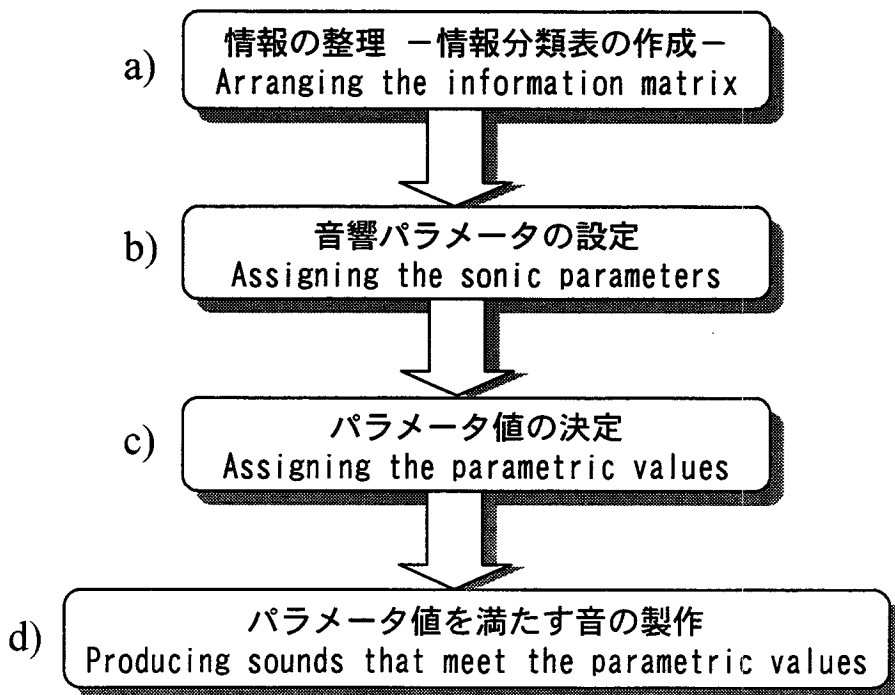 a)
情報の整理 －情報分類表の作成－
Arranging the information matrix
b)
音響パラメータの設定
Assigning the sonic parameters
c)
パラメータ値の決定
Assigning the parametric values
d)
パラメータ値を満たす音の製作
Producing sounds that meet the parametric values